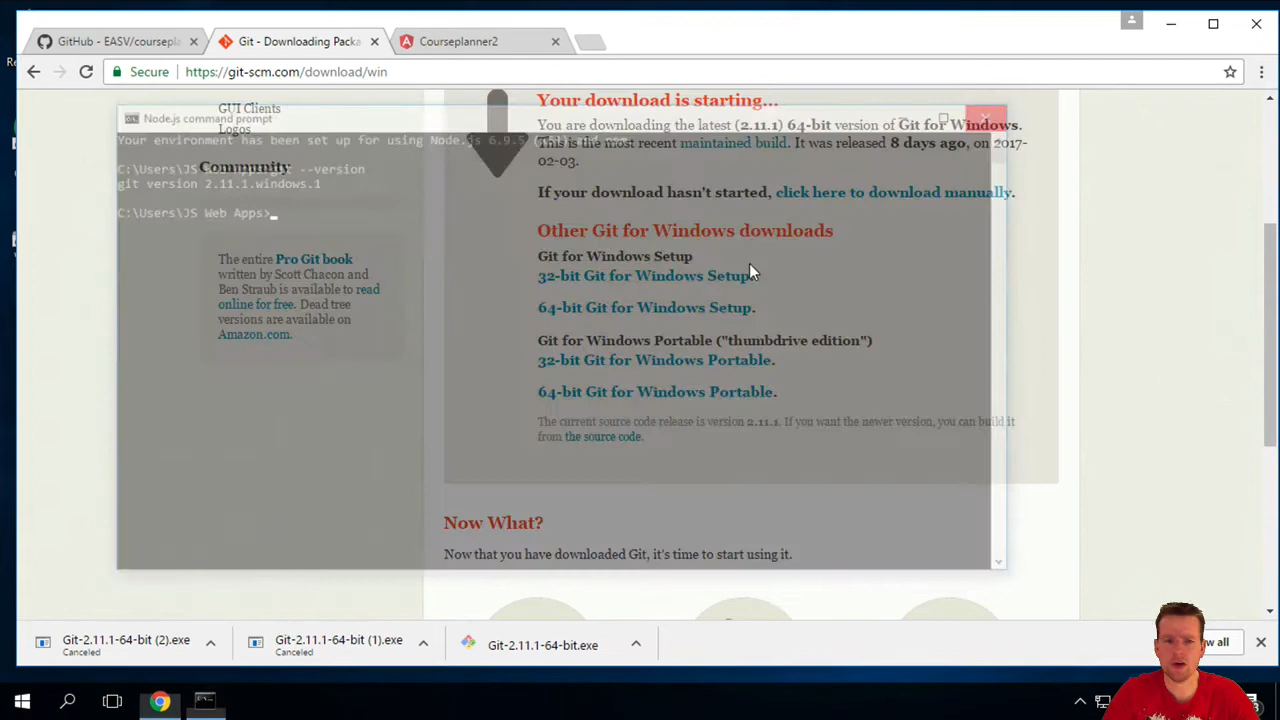 GitHub - EASV/coursepla
Git - Downloading Packa
Courseplanner2
Secure
https://git-scm.com/download/win
GUI Clients
Logos
Community
The entire Pro Git book
written by Scott Chacon and
Ben Straub is available to read
online for free. Dead tree
versions are available on
Amazon.com.
Node.js command prompt
Your environment has been set up for using Node.js 6.9.5
git --version
git version 2.11.1.windows.1
C:\Users\JS Web Apps>
Your download is starting...
You are downloading the latest (2.11.1) 64-bit version of Git for Windows.
This is the most recent maintained build. It was released 8 days ago, on 2017-
02-03.
If your download hasn't started, click here to download manually.
Other Git for Windows downloads
Git for Windows Setup
32-bit Git for Windows Setup.
64-bit Git for Windows Setup.
Git for Windows Portable ("thumbdrive edition")
32-bit Git for Windows Portable.
64-bit Git for Windows Portable.
The current source code release is version 2.11.1. If you want the newer version, you can build it
from the source code.
Now What?
Now that you have downloaded Git, it's time to start using it.
Git-2.11.1-64-bit (2).exe
Canceled
Git-2.11.1-64-bit (1).exe
Canceled
Git-2.11.1-64-bit.exe
all